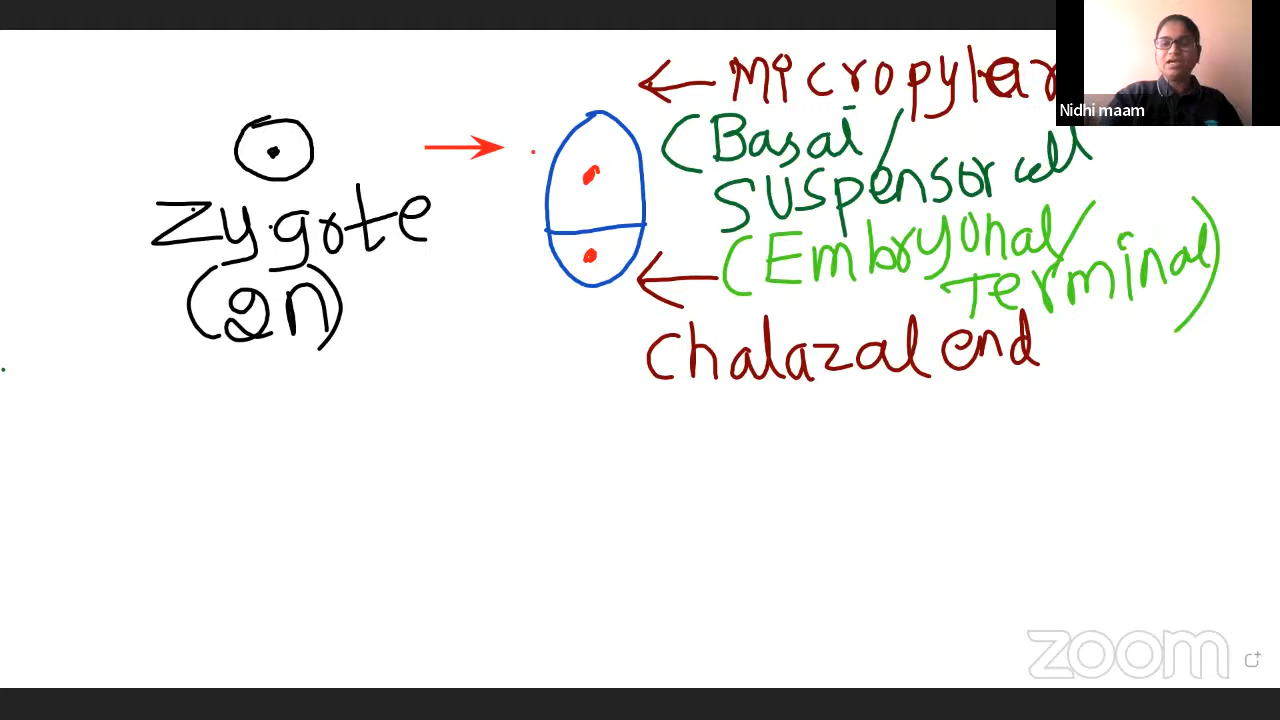 Micropylar
Nidhi maam
(Basal/
suspensor cell
Zygote
(2n)
(Embryonal/
Terminal)
Chalazal end
zoom